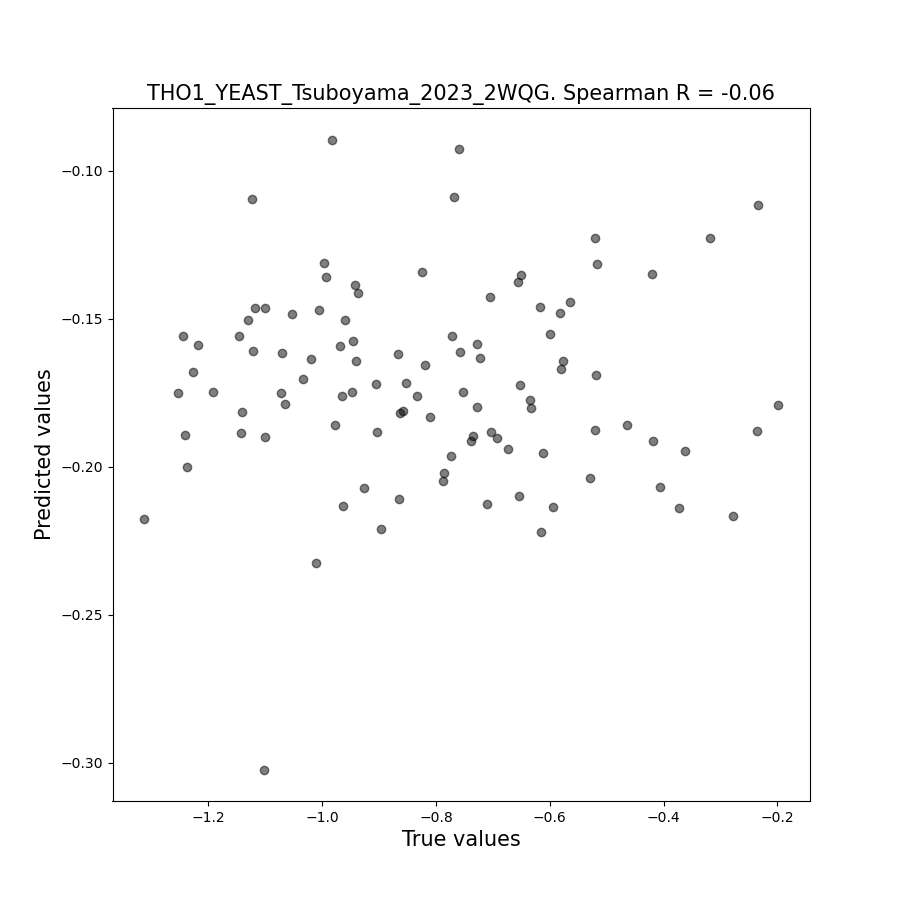 THO1_YEAST_Tsuboyama_2023_2WQG. Spearman R = -0.06
Predicted values
−0.10
−0.15
−0.20
−0.25
−0.30
−1.2 −1.0 −0.8 −0.6 −0.4 −0.2
True values